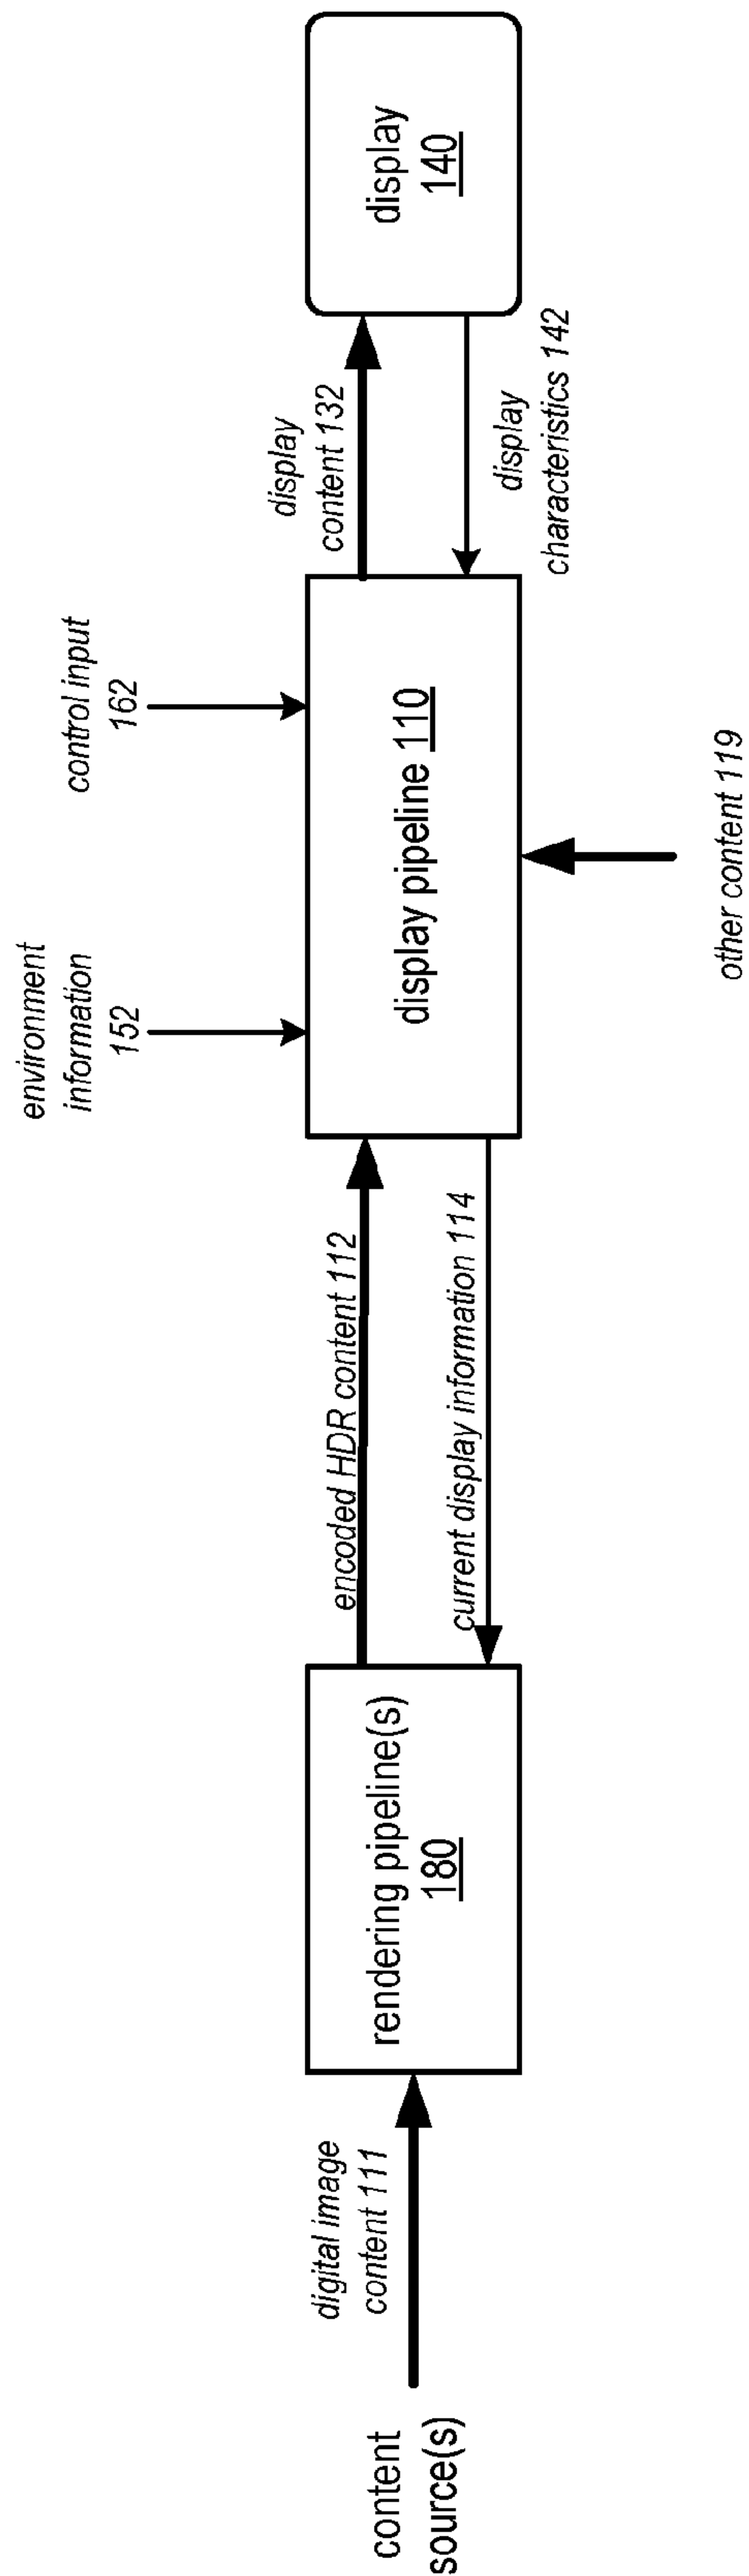 content
source(s)
digital image
content 111
rendering pipeline(s)
180
encoded HDR content 112
current display information 114
environment
information
152
control input
162
display pipeline 110
other content 119
display
content 132
display
characteristics 142
display
140